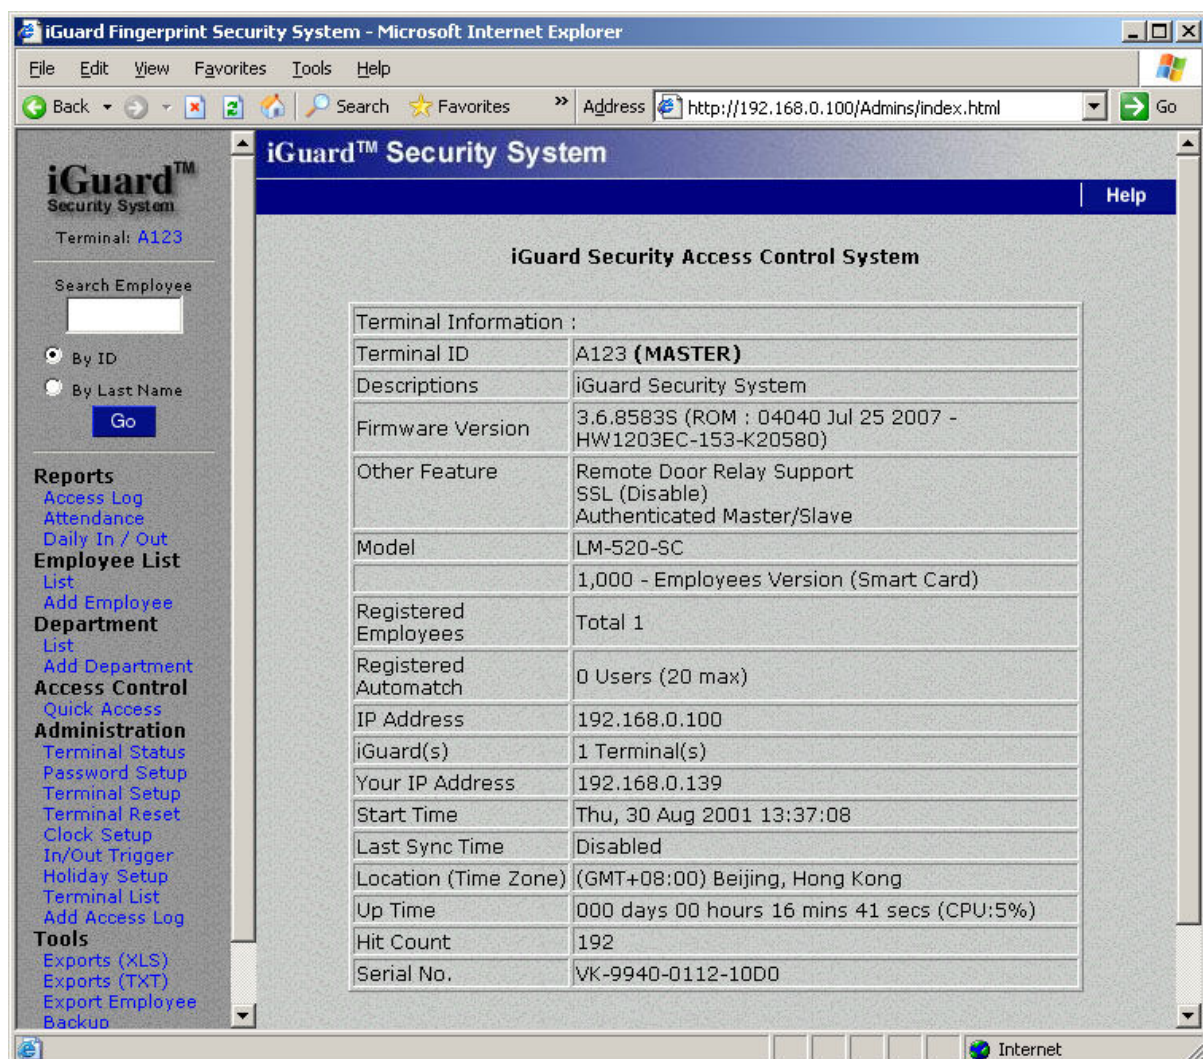 iGuard Fingerprint Security System - Microsoft Internet Explorer
File Edit View Favorites Tools Help
Back Search Favorites » Address http://192.168.0.100/Admins/index.html Go
iGuard™
Security System
Terminal: A123
Search Employee
By ID
By Last Name
Go
Reports
Access Log
Attendance
Daily In / Out
Employee List
List
Add Employee
Department
List
Add Department
Access Control
Quick Access
Administration
Terminal Status
Password Setup
Terminal Setup
Terminal Reset
Clock Setup
In/Out Trigger
Holiday Setup
Terminal List
Add Access Log
Tools
Exports (XLS)
Exports (TXT)
Export Employee
Backup
iGuard™ Security System
Help
iGuard Security Access Control System
Terminal Information :
Terminal ID A123 (MASTER)
Descriptions iGuard Security System
Firmware Version 3.6.8583S (ROM : 04040 Jul 25 2007 -
HW1203EC-153-K20580)
Other Feature Remote Door Relay Support
SSL (Disable)
Authenticated Master/Slave
Model LM-520-SC
1,000 - Employees Version (Smart Card)
Registered
Employees Total 1
Registered
Automatch 0 Users (20 max)
IP Address 192.168.0.100
iGuard(s) 1 Terminal(s)
Your IP Address 192.168.0.139
Start Time Thu, 30 Aug 2001 13:37:08
Last Sync Time Disabled
Location (Time Zone) (GMT+08:00) Beijing, Hong Kong
Up Time 000 days 00 hours 16 mins 41 secs (CPU:5%)
Hit Count 192
Serial No. VK-9940-0112-10D0
Internet